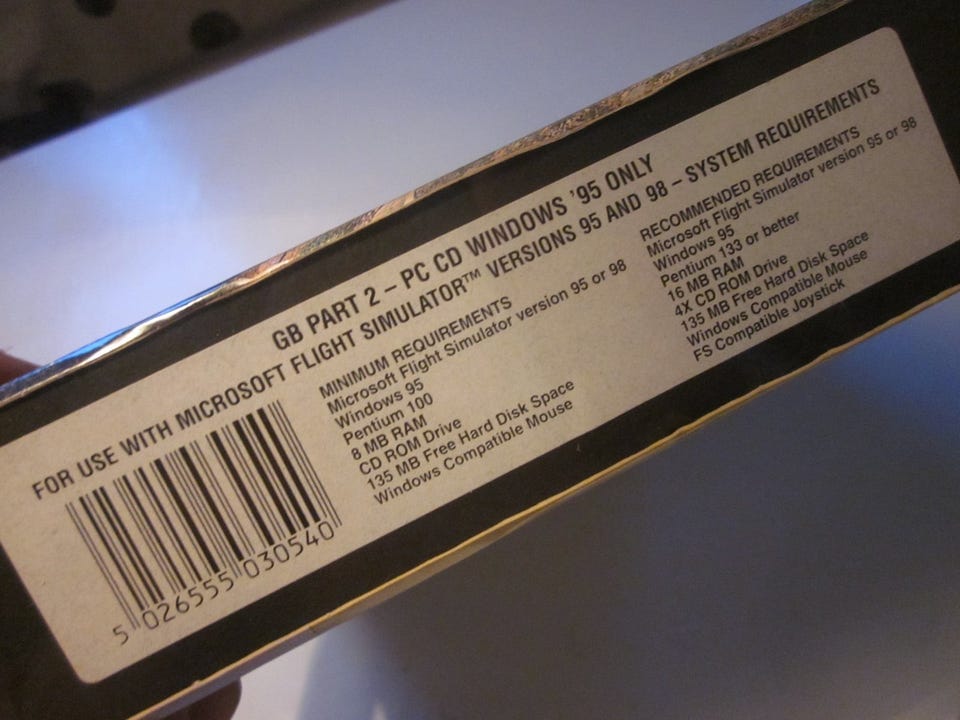 GB PART 2 – PC CD WINDOWS '95 ONLY
FOR USE WITH MICROSOFT FLIGHT SIMULATOR™ VERSIONS 95 AND 98 – SYSTEM REQUIREMENTS
MINIMUM REQUIREMENTS
Microsoft Flight Simulator version 95 or 98
Windows 95
Pentium 100
8 MB RAM
CD ROM Drive
135 MB Free Hard Disk Space
Windows Compatible Mouse
RECOMMENDED REQUIREMENTS
Microsoft Flight Simulator version 95 or 98
Windows 95
Pentium 133 or better
16 MB RAM
4X CD ROM Drive
135 MB Free Hard Disk Space
Windows Compatible Mouse
FS Compatible Joystick
5 026555 030540